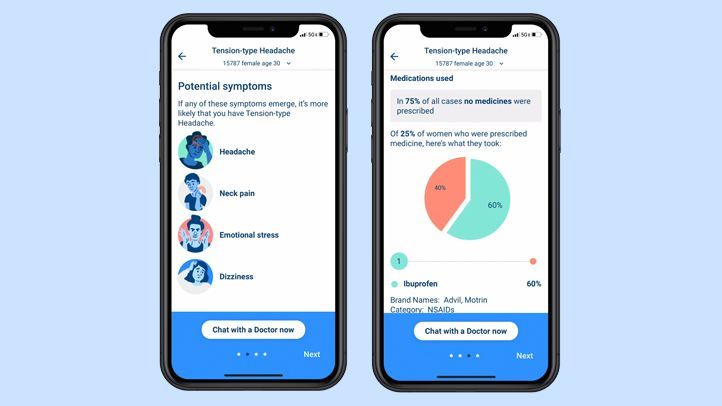 5G
Tension-type Headache
15787 female age 30
Potential symptoms
If any of these symptoms emerge, it's more
likely that you have Tension-type
Headache.
Headache
Neck pain
Emotional stress
Dizziness
Chat with a Doctor now
Next
5G
Tension-type Headache
15787 female age 30
Medications used
In 75% of all cases no medicines were
prescribed
Of 25% of women who were prescribed
medicine, here's what they took:
40%
60%
1
Ibuprofen 60%
Brand Names: Advil, Motrin
Category: NSAIDs
Chat with a Doctor now
Next